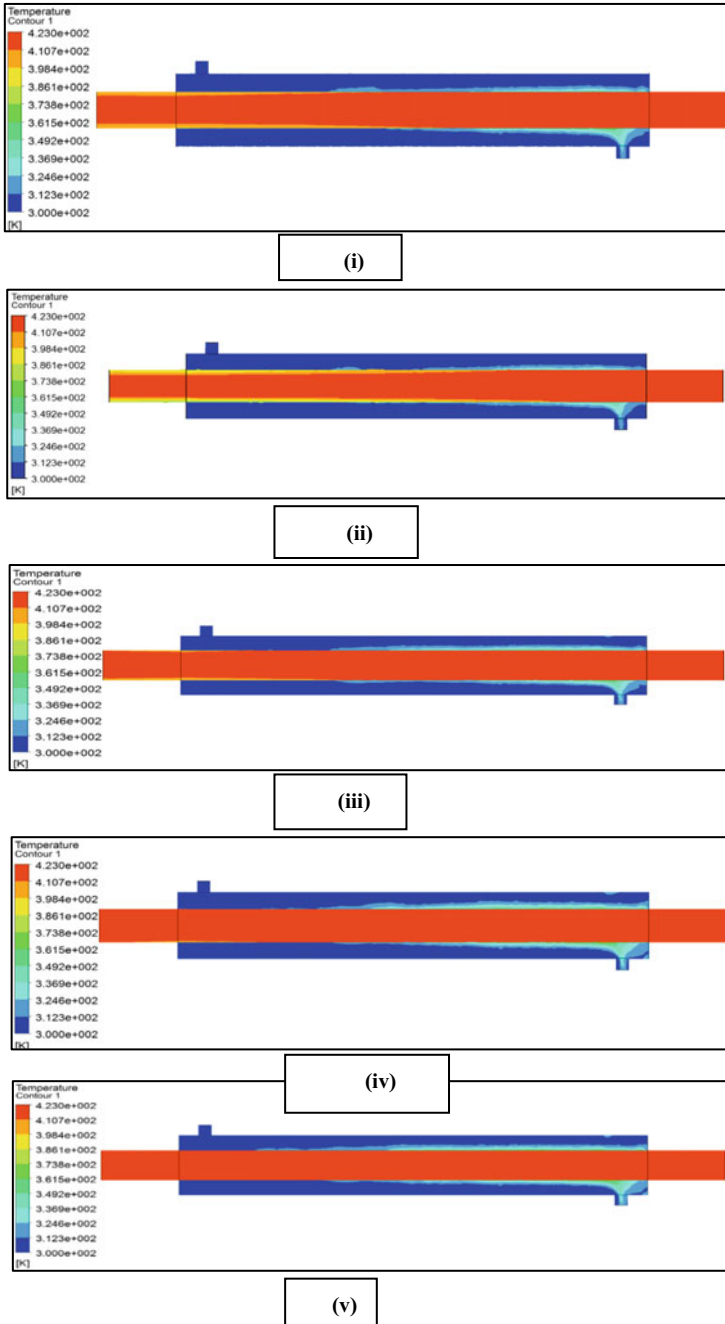 Temperature
Contour 1
4.230e+002
4.107e+002
3.984e+002
3.861e+002
3.738e+002
3.615e+002
3.492e+002
3.369e+002
3.246e+002
3.123e+002
3.000e+002
[K]
(i)
Temperature
Contour 1
4.230e+002
4.107e+002
3.984e+002
3.861e+002
3.738e+002
3.615e+002
3.492e+002
3.369e+002
3.246e+002
3.123e+002
3.000e+002
[K]
(ii)
Temperature
Contour 1
4.230e+002
4.107e+002
3.984e+002
3.861e+002
3.738e+002
3.615e+002
3.492e+002
3.369e+002
3.246e+002
3.123e+002
3.000e+002
[K]
(iii)
Temperature
Contour 1
4.230e+002
4.107e+002
3.984e+002
3.861e+002
3.738e+002
3.615e+002
3.492e+002
3.369e+002
3.246e+002
3.123e+002
3.000e+002
[K]
(iv)
Temperature
Contour 1
4.230e+002
4.107e+002
3.984e+002
3.861e+002
3.738e+002
3.615e+002
3.492e+002
3.369e+002
3.246e+002
3.123e+002
3.000e+002
[K]
(v)